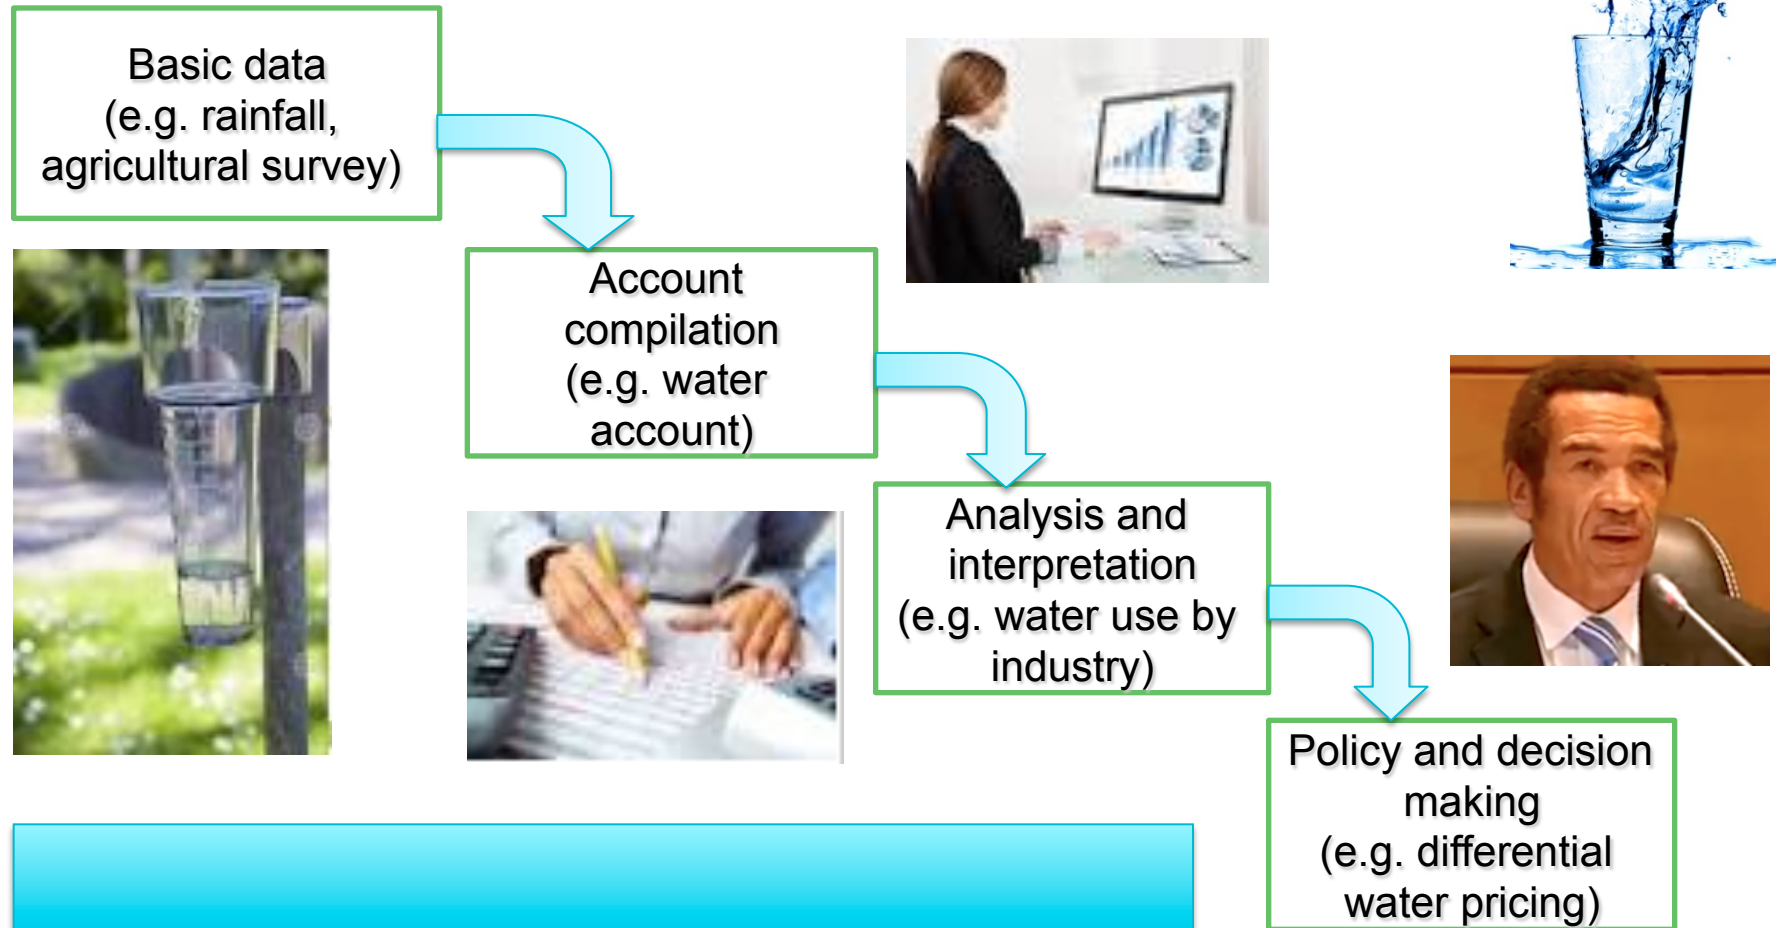 Basic data
(e.g. rainfall,
agricultural survey)
Account
compilation
(e.g. water
account)
Analysis and
interpretation
(e.g. water use by
industry)
Policy and decision
making
(e.g. differential
water pricing)